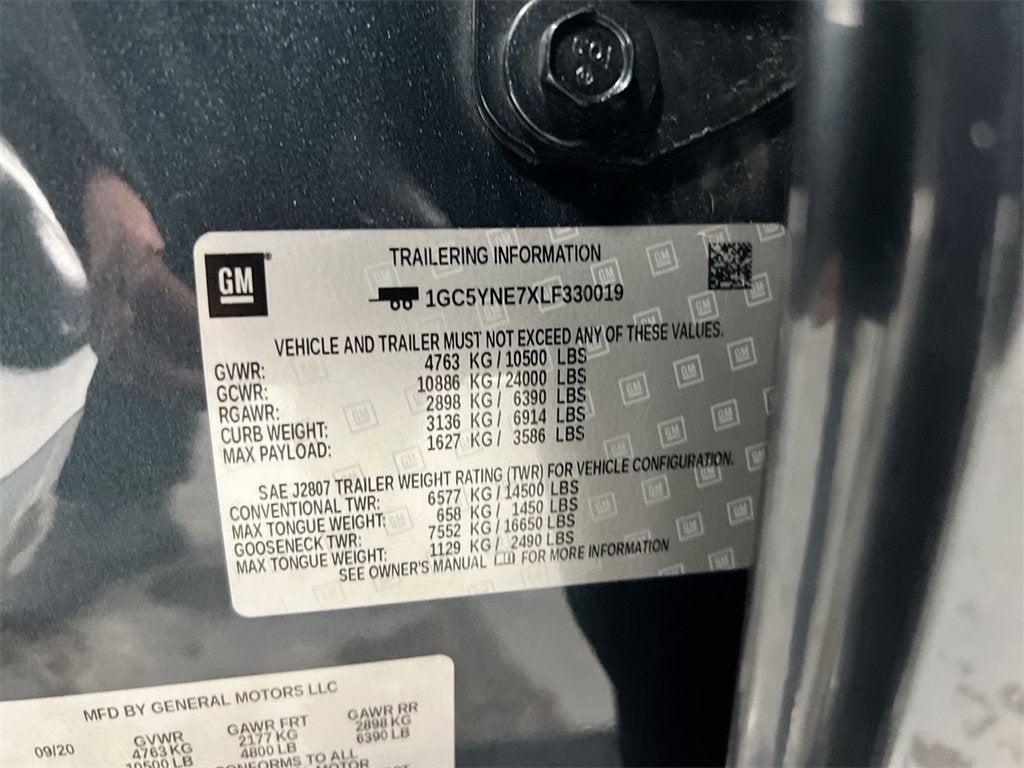 GM
TRAILERING INFORMATION
1GC5YNE7XLF330019
VEHICLE AND TRAILER MUST NOT EXCEED ANY OF THESE VALUES.
GVWR: 4763 KG / 10500 LBS
GCWR: 10886 KG / 24000 LBS
RGAWR: 2898 KG / 6390 LBS
CURB WEIGHT: 3136 KG / 6914 LBS
MAX PAYLOAD: 1627 KG / 3586 LBS
SAE J2807 TRAILER WEIGHT RATING (TWR) FOR VEHICLE CONFIGURATION.
CONVENTIONAL TWR: 6577 KG / 14500 LBS
MAX TONGUE WEIGHT: 658 KG / 1450 LBS
GOOSENECK TWR: 7552 KG / 16650 LBS
MAX TONGUE WEIGHT: 1129 KG / 2490 LBS
SEE OWNER'S MANUAL FOR MORE INFORMATION
MFD BY GENERAL MOTORS LLC
09/20 GVWR GAWR FRT GAWR RR
4763 KG 2177 KG 2898 KG
10500 LB 4800 LB 6390 LB
CONFORMS TO ALL
MOTOR